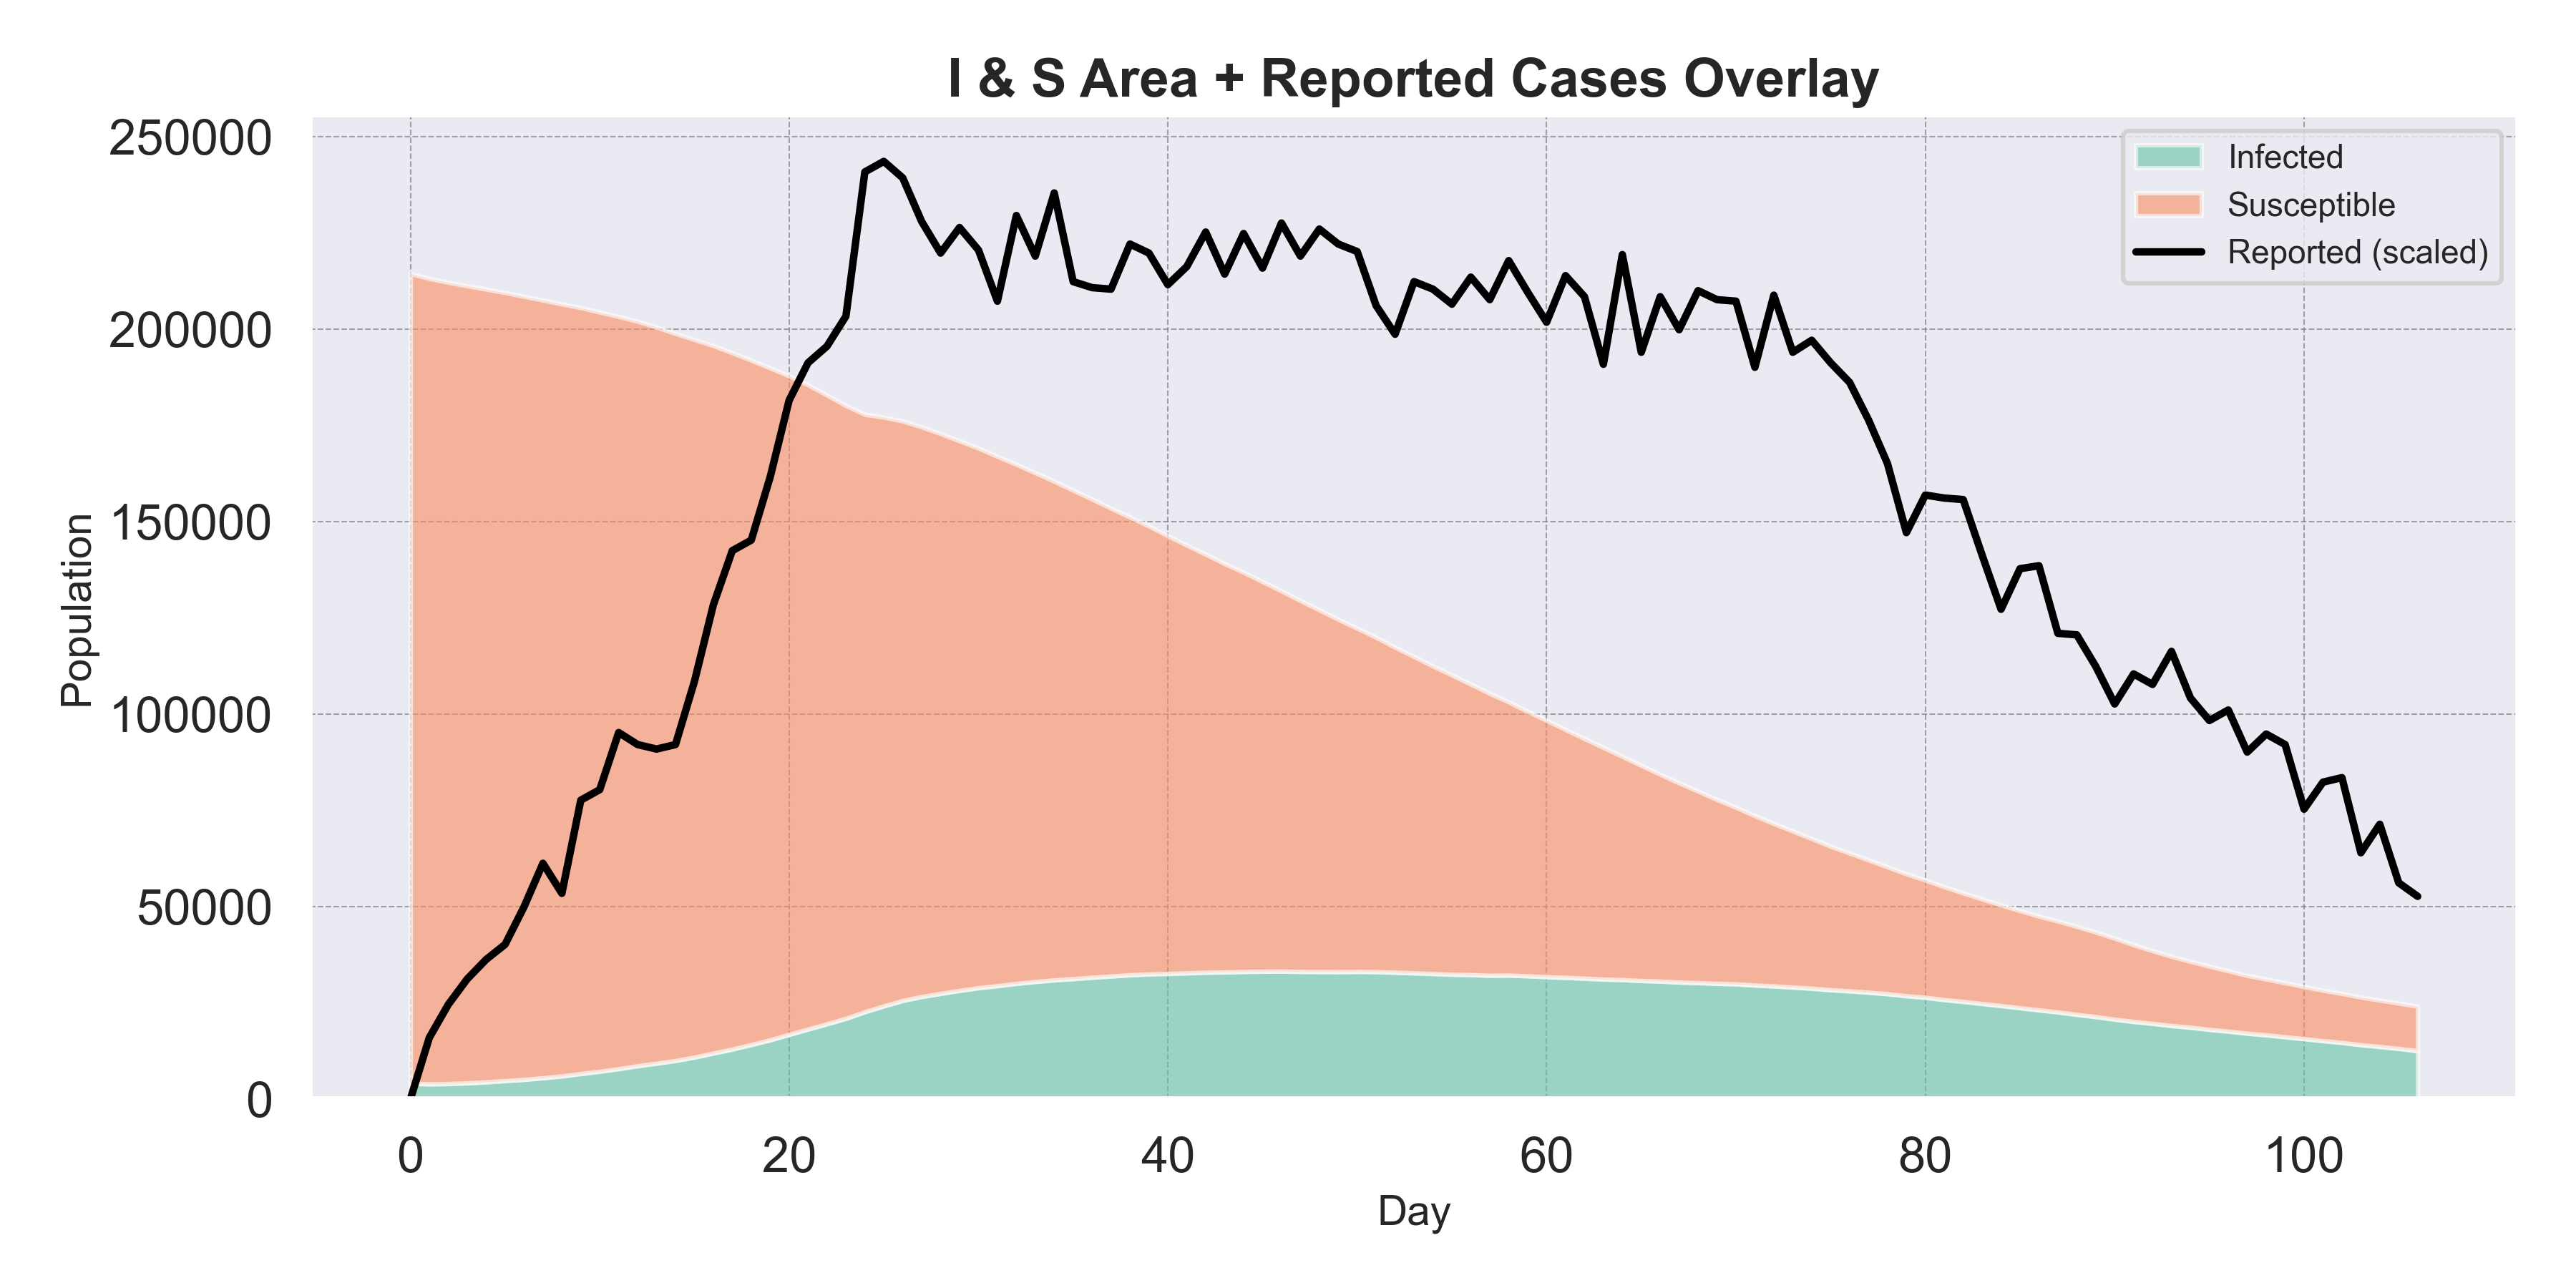 I & S Area + Reported Cases Overlay
250000
200000
150000
100000
50000
0
Population
Infected
Susceptible
Reported (scaled)
0 20 40 60 80 100
Day